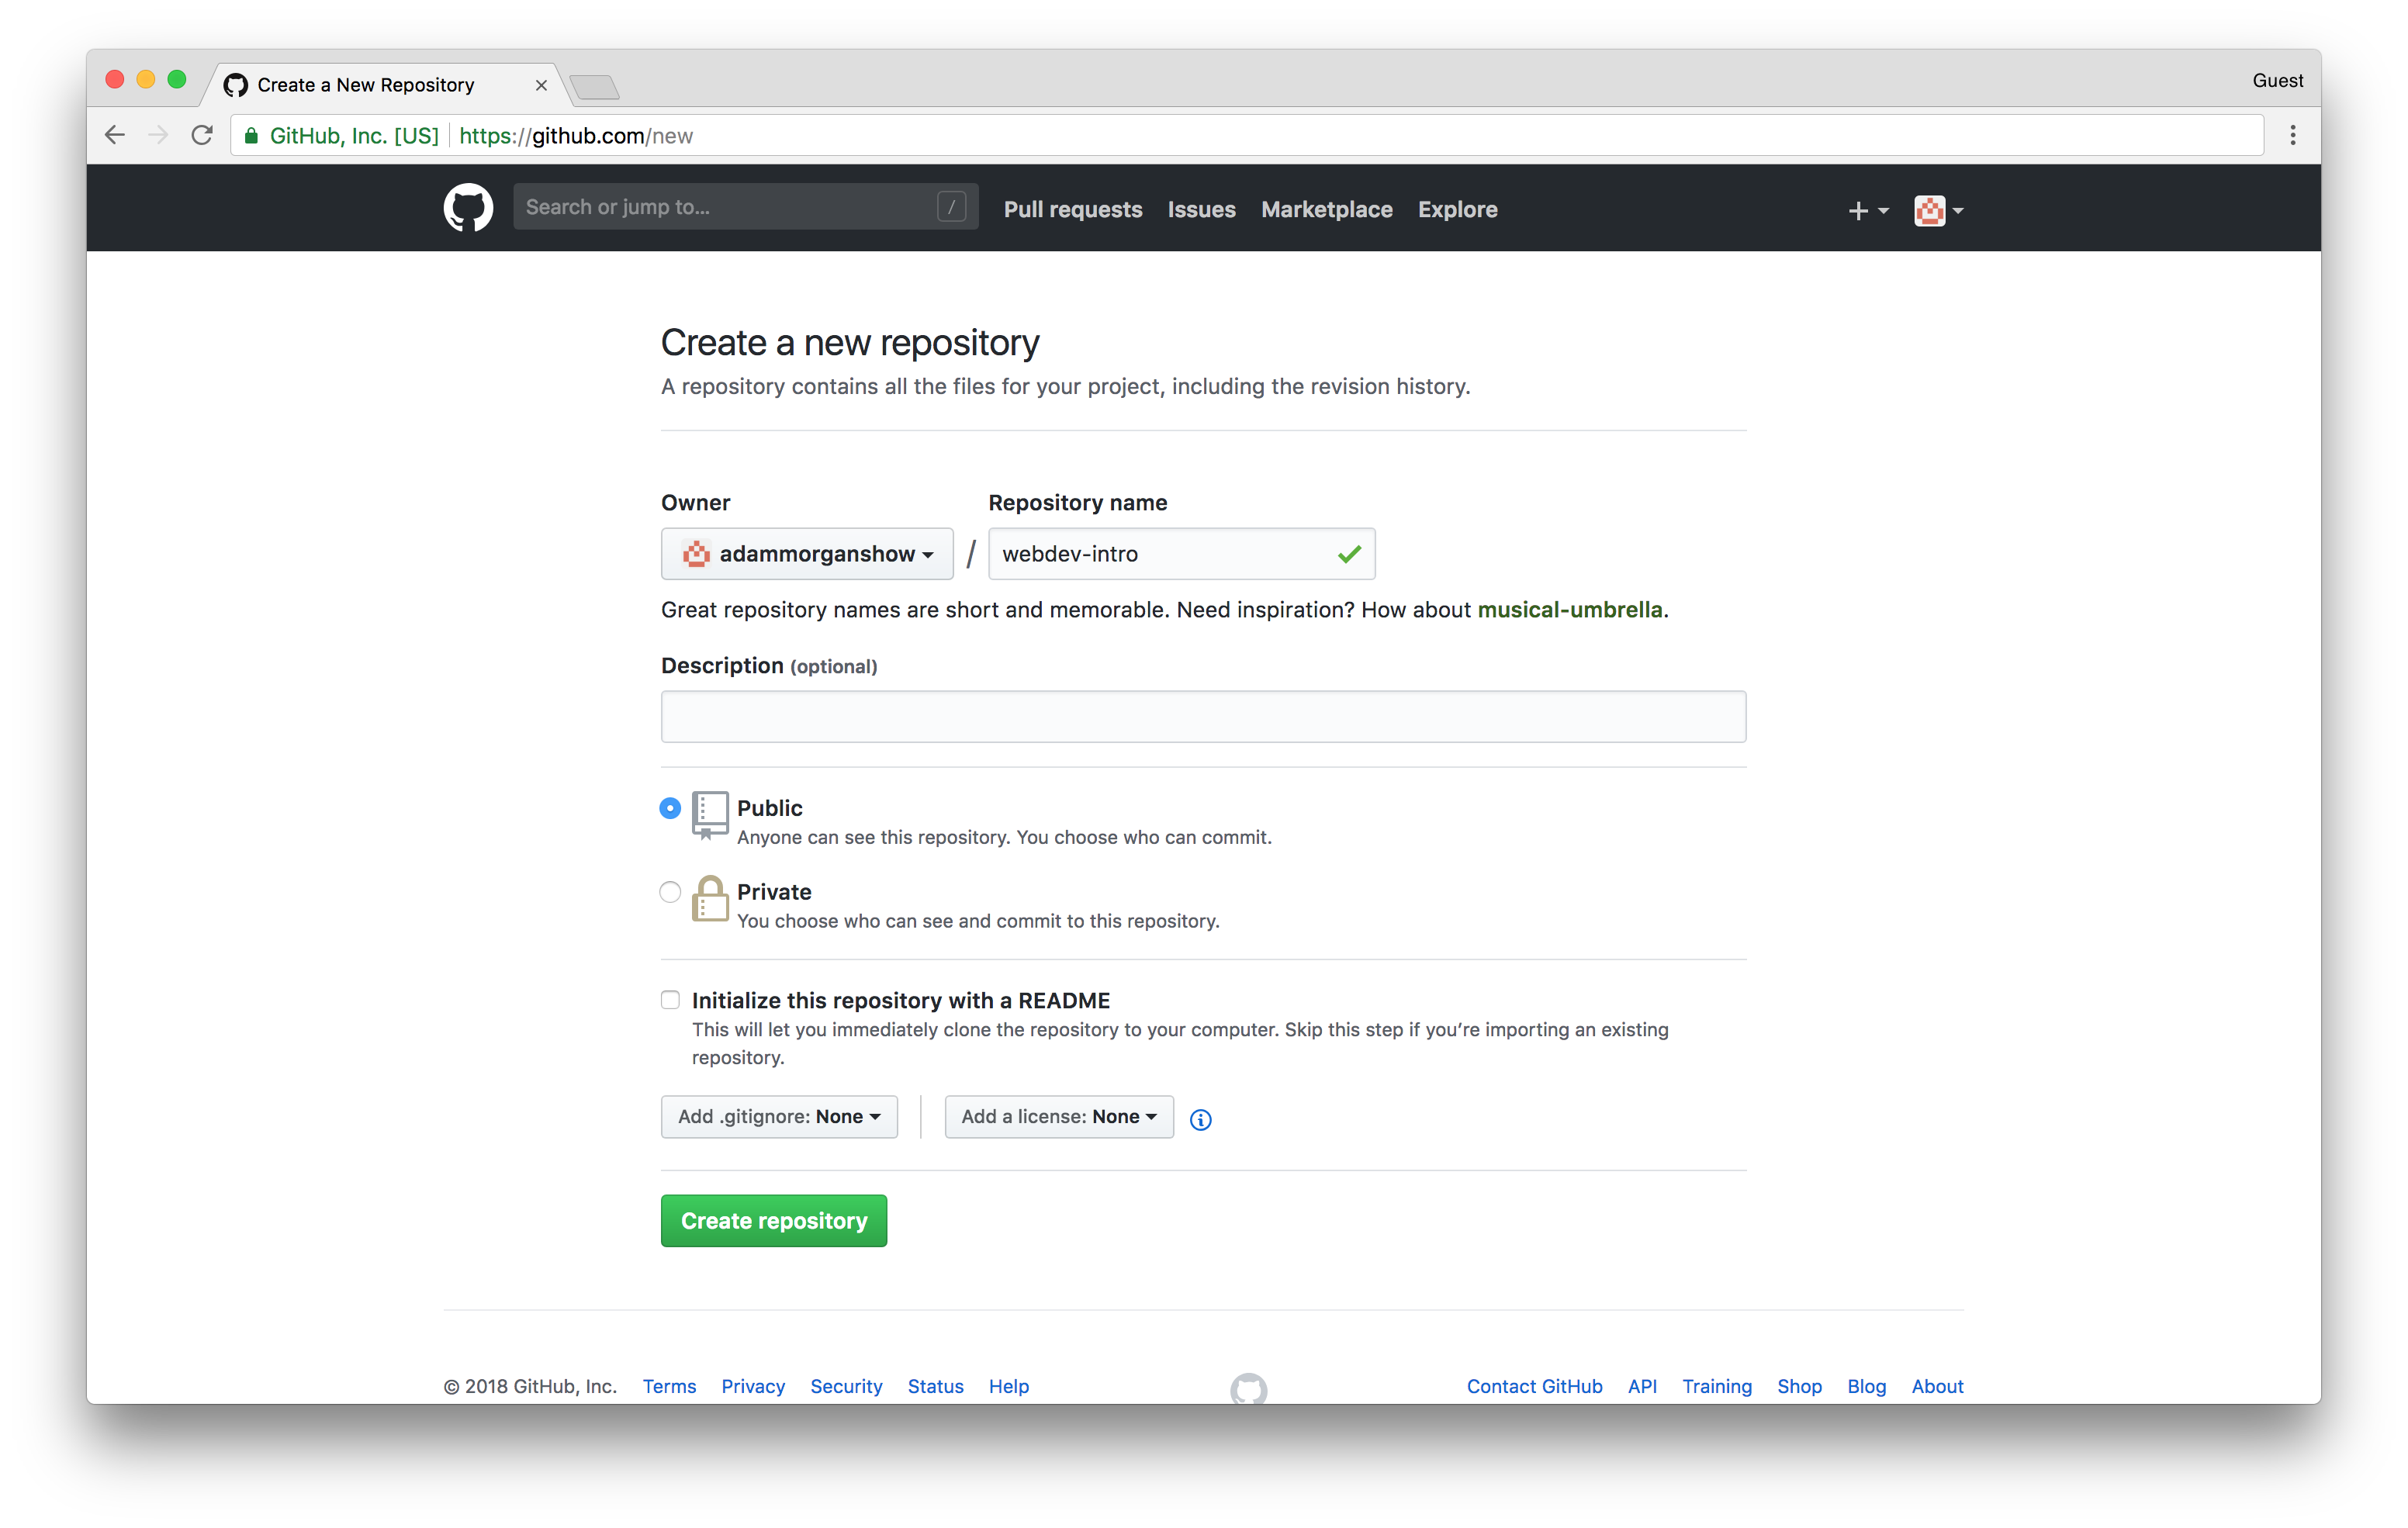 Create a New Repository
Guest
GitHub, Inc. [US] https://github.com/new
Search or jump to... / Pull requests Issues Marketplace Explore
Create a new repository
A repository contains all the files for your project, including the revision history.
Owner Repository name
adammorganshow / webdev-intro
Great repository names are short and memorable. Need inspiration? How about musical-umbrella.
Description (optional)
Public
Anyone can see this repository. You choose who can commit.
Private
You choose who can see and commit to this repository.
Initialize this repository with a README
This will let you immediately clone the repository to your computer. Skip this step if you’re importing an existing
repository.
Add .gitignore: None Add a license: None
Create repository
© 2018 GitHub, Inc. Terms Privacy Security Status Help Contact GitHub API Training Shop Blog About